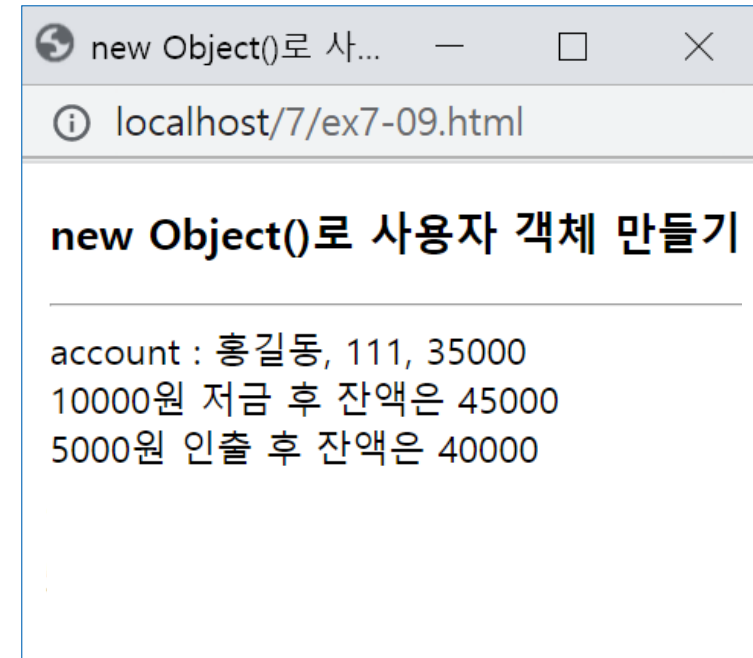 new Object()로 사...
localhost/7/ex7-09.html
new Object()로 사용자 객체 만들기
account : 홍길동, 111, 35000
10000원 저금 후 잔액은 45000
5000원 인출 후 잔액은 40000